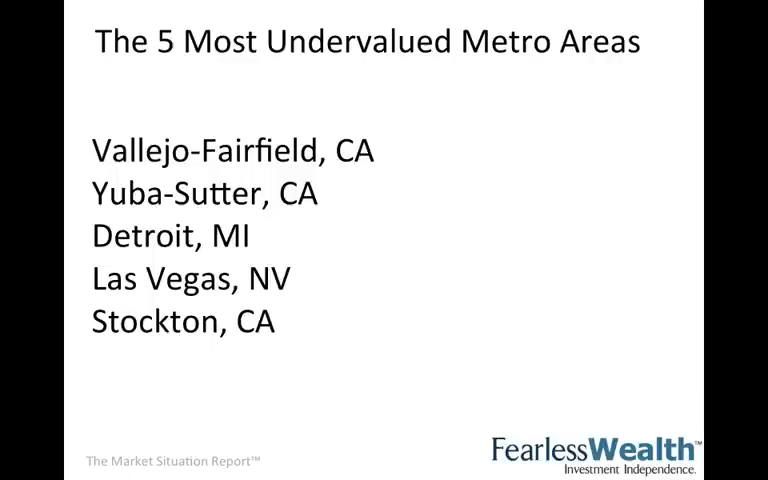 The 5 Most Undervalued Metro Areas
Vallejo-Fairfield, CA
Yuba-Sutter, CA
Detroit, MI
Las Vegas, NV
Stockton, CA
The Market Situation Report™
FearlessWealth™
Investment Independence.